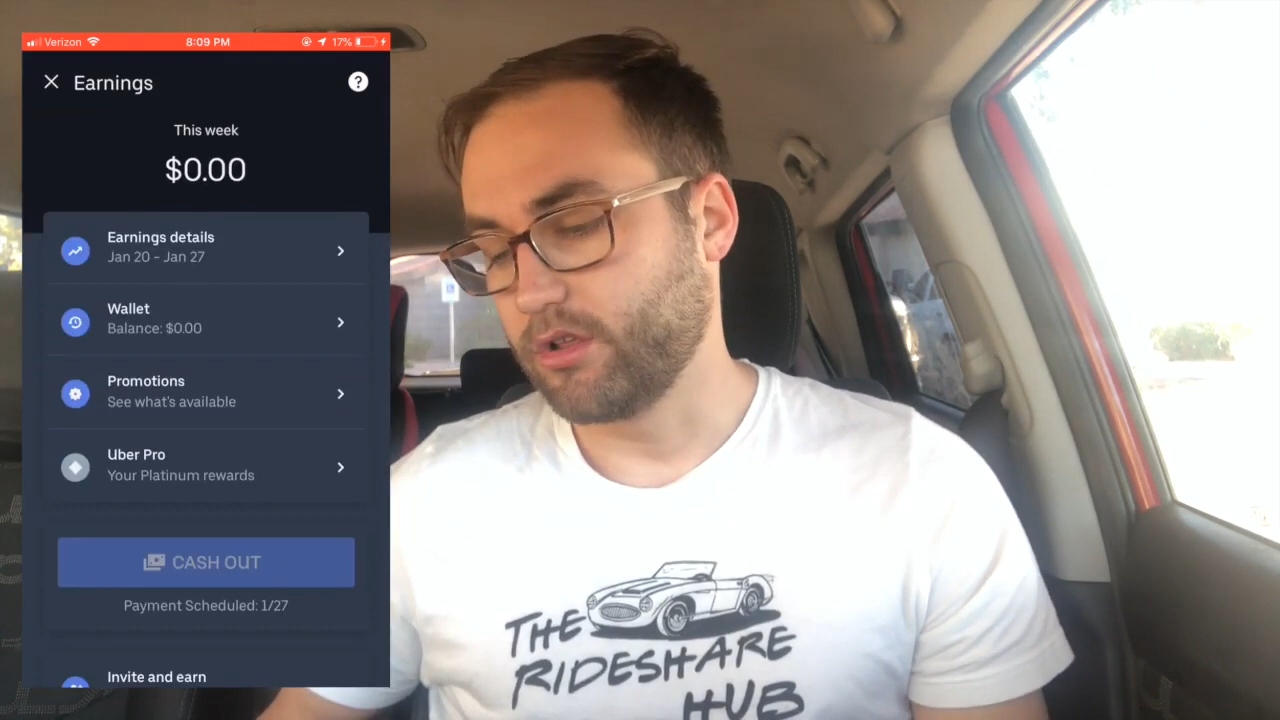 Verizon 8:09 PM 17%
Earnings
?
This week
$0.00
Earnings details
Jan 20 - Jan 27
Wallet
Balance: $0.00
Promotions
See what's available
Uber Pro
Your Platinum rewards
CASH OUT
Payment Scheduled: 1/27
Invite and earn
THE
RIDESHARE
HUB